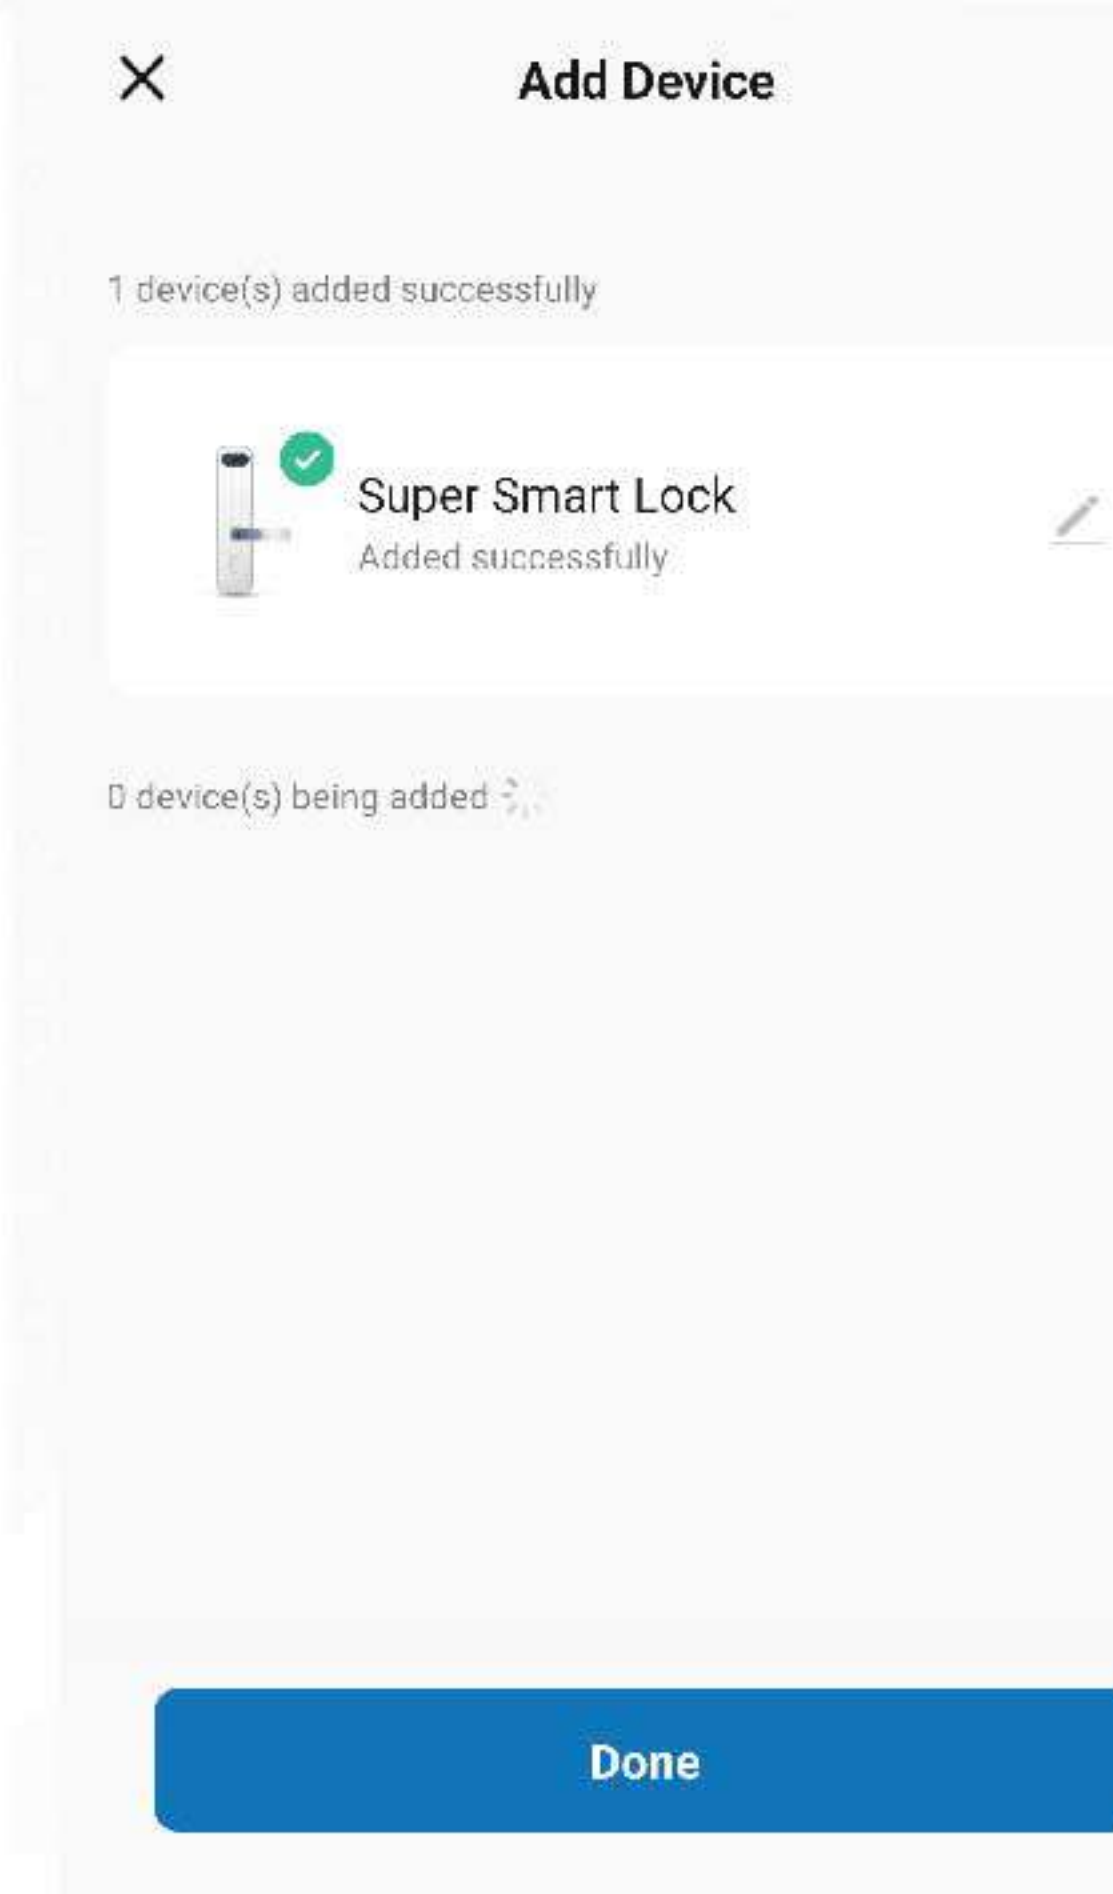 Add Device
1 device(s) added successfully
Super Smart Lock
Added successfully
0 device(s) being added
Done